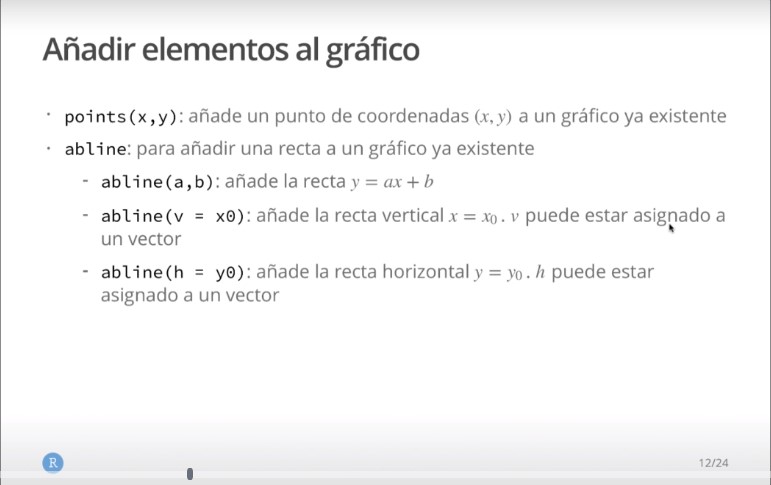 Añadir elementos al gráfico
· points(x,y): añade un punto de coordenadas (x, y) a un gráfico ya existente
· abline: para añadir una recta a un gráfico ya existente
- abline(a,b): añade la recta y = ax + b
- abline(v = x0): añade la recta vertical x = x₀. v puede estar asignado a
un vector
- abline(h = y0): añade la recta horizontal y = y₀. h puede estar
asignado a un vector
R
12/24